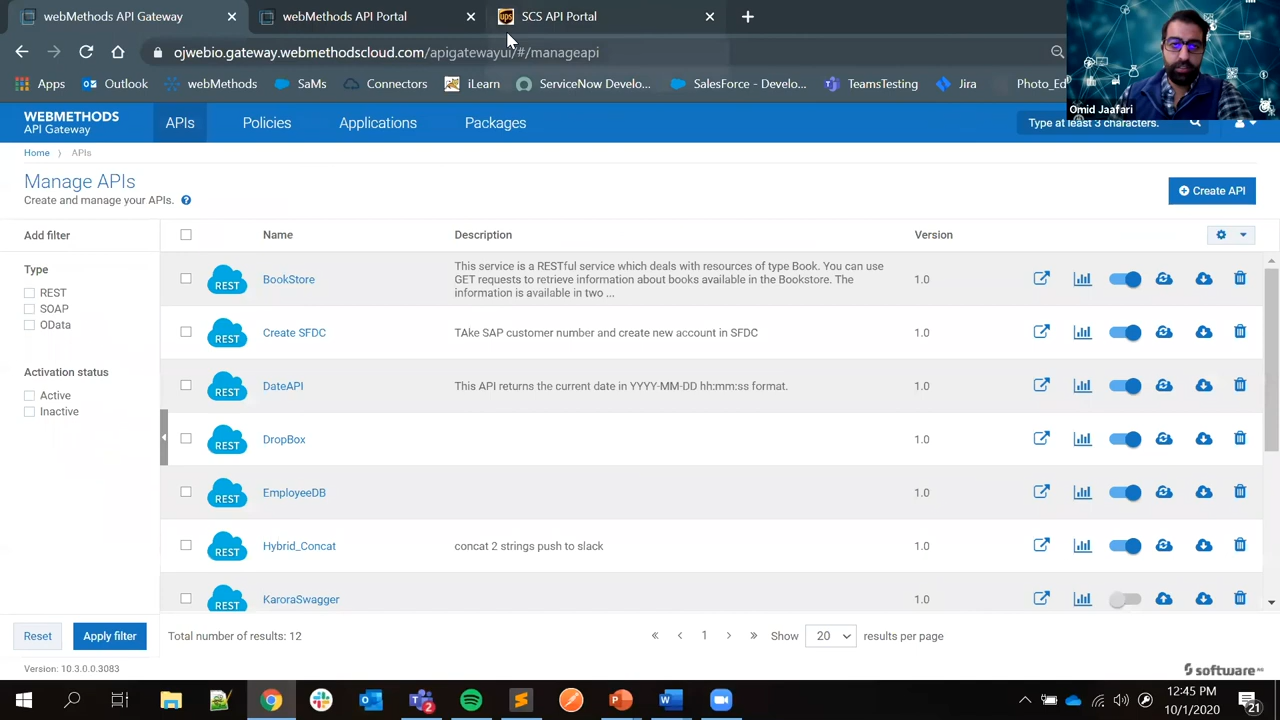 webMethods API Gateway
webMethods API Portal
ups
SCS API Portal
ojwebio.gateway.webmethodscloud.com/apigatewayui/#/manageapi
Apps
Outlook
webMethods
SaMs
Connectors
iLearn
ServiceNow Develo...
SalesForce - Develo...
TeamsTesting
Jira
Photo_Ed
Omid Jaafari
WEBMETHODS
API Gateway
APIs
Policies
Applications
Packages
Type at least 3 characters.
Home
APIs
Manage APIs
Create and manage your APIs.
Create API
Add filter
Name
Description
Version
Type
REST
SOAP
OData
Activation status
Active
Inactive
REST
BookStore
This service is a RESTful service which deals with resources of type Book. You can use
GET requests to retrieve information about books available in the Bookstore. The
information is available in two ...
1.0
REST
Create SFDC
TAke SAP customer number and create new account in SFDC
1.0
REST
DateAPI
This API returns the current date in YYYY-MM-DD hh:mm:ss format.
1.0
REST
DropBox
1.0
REST
EmployeeDB
1.0
REST
Hybrid_Concat
concat 2 strings push to slack
1.0
REST
KaroraSwagger
1.0
Reset
Apply filter
Total number of results: 12
1
Show
20
results per page
Version: 10.3.0.0.3083
software AG
12:45 PM
10/1/2020
2
21